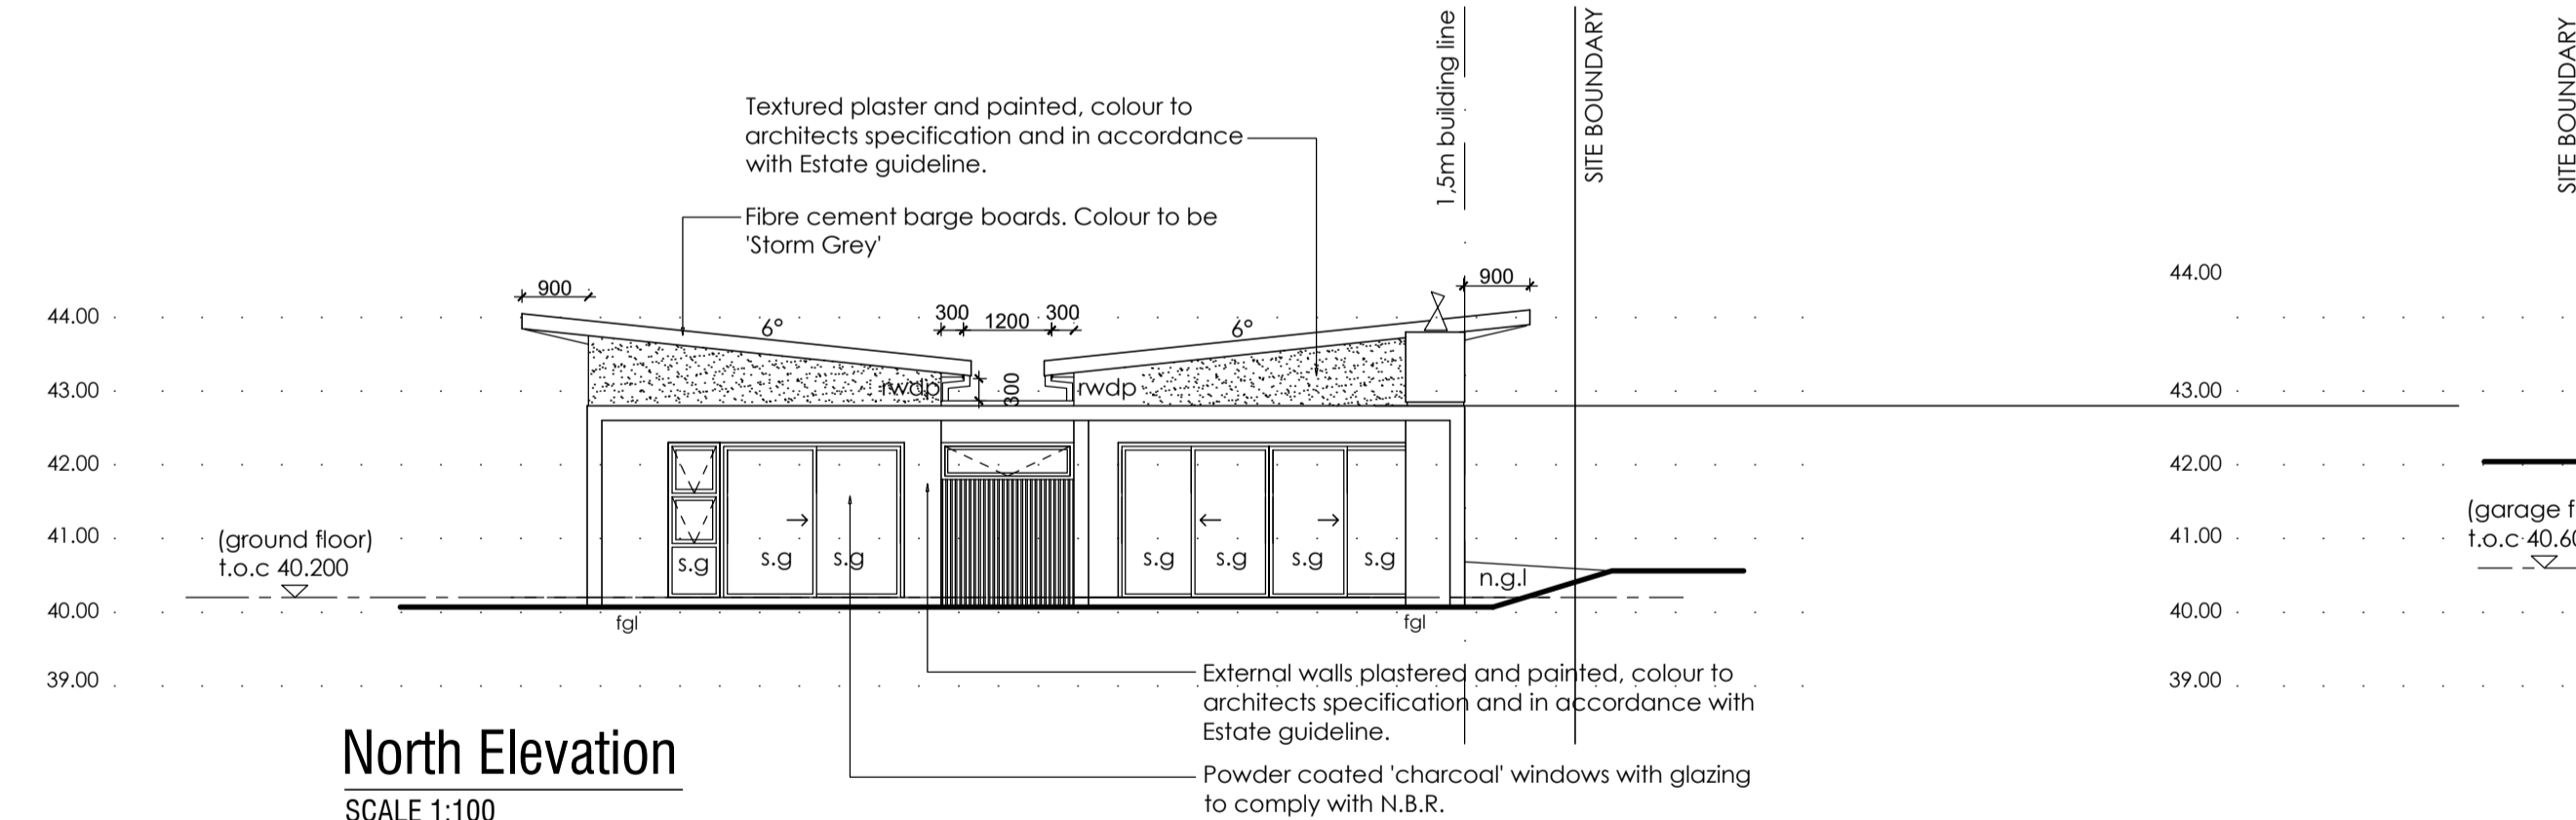 1,5m building line
SITE BOUNDARY
SITE BOUNDARY
Textured plaster and painted, colour to
architects specification and in accordance
with Estate guideline.
Fibre cement barge boards. Colour to be
'Storm Grey'
900
900
44.00
44.00
300
1200
300
6°
6°
43.00
rwdp
300
rwdp
43.00
42.00
42.00
41.00
41.00
(ground floor)
t.o.c 40.200
(garage f
t.o.c 40.60
s.g
s.g
s.g
s.g
s.g
s.g
s.g
n.g.l
40.00
40.00
fgl
fgl
39.00
39.00
External walls plastered and painted, colour to
architects specification and in accordance with
Estate guideline.
North Elevation
SCALE 1:100
Powder coated 'charcoal' windows with glazing
to comply with N.B.R.